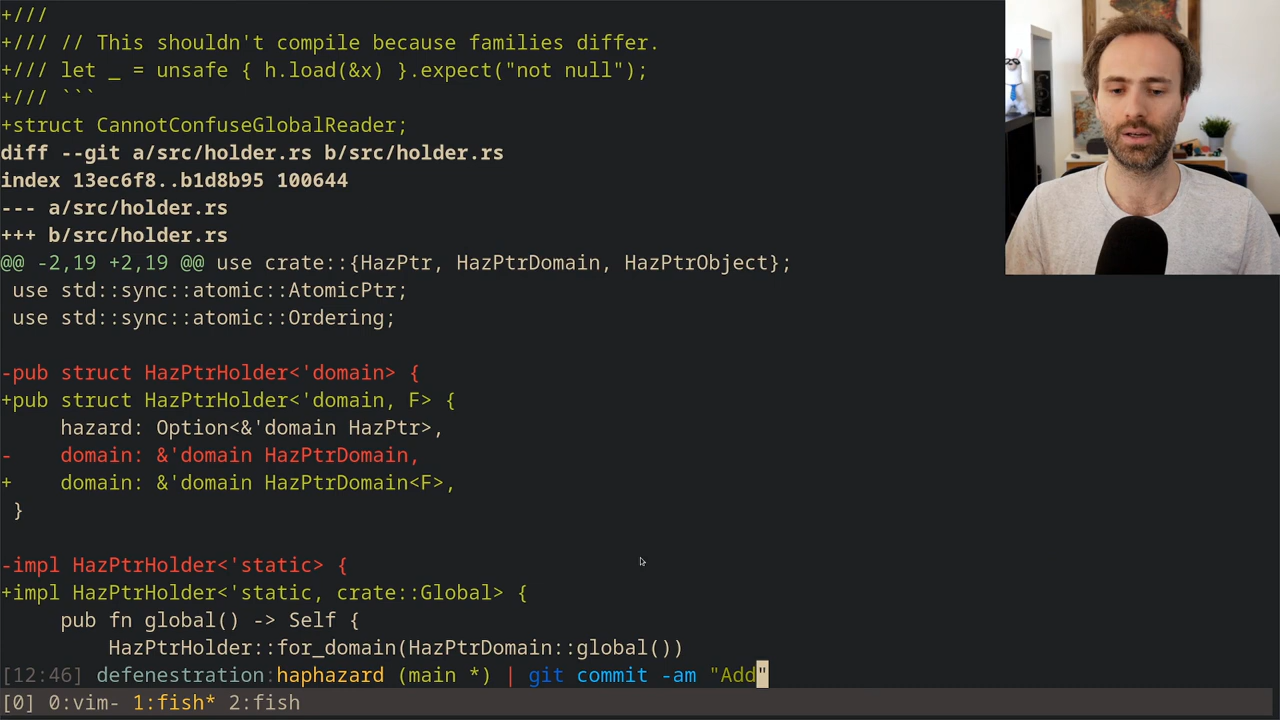 +///
+/// // This shouldn't compile because families differ.
+/// let _ = unsafe { h.load(&x) }.expect("not null");
+/// ```
+struct CannotConfuseGlobalReader;
diff --git a/src/holder.rs b/src/holder.rs
index 13ec6f8..b1d8b95 100644
--- a/src/holder.rs
+++ b/src/holder.rs
@@ -2,19 +2,19 @@ use crate::{HazPtr, HazPtrDomain, HazPtrObject};
 use std::sync::atomic::AtomicPtr;
 use std::sync::atomic::Ordering;
-pub struct HazPtrHolder<'domain> {
+pub struct HazPtrHolder<'domain, F> {
     hazard: Option<&'domain HazPtr>,
-    domain: &'domain HazPtrDomain,
+    domain: &'domain HazPtrDomain<F>,
 }
-impl HazPtrHolder<'static> {
+impl HazPtrHolder<'static, crate::Global> {
     pub fn global() -> Self {
         HazPtrHolder::for_domain(HazPtrDomain::global())
[12:46] defenestration:haphazard (main *) | git commit -am "Add"
[0] 0:vim- 1:fish* 2:fish